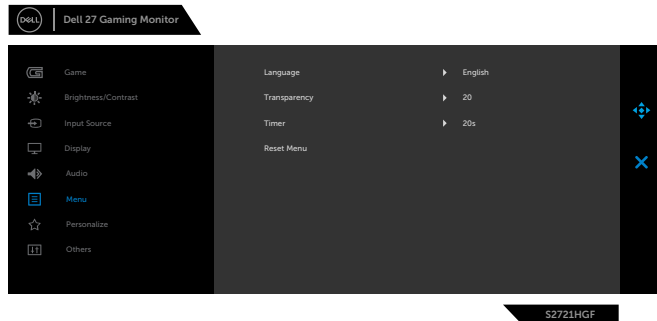 DELL
Dell 27 Gaming Monitor
Game
Brightness/Contrast
Input Source
Display
Audio
Menu
Personalize
Others
Language English
Transparency 20
Timer 20s
Reset Menu
S2721HGF